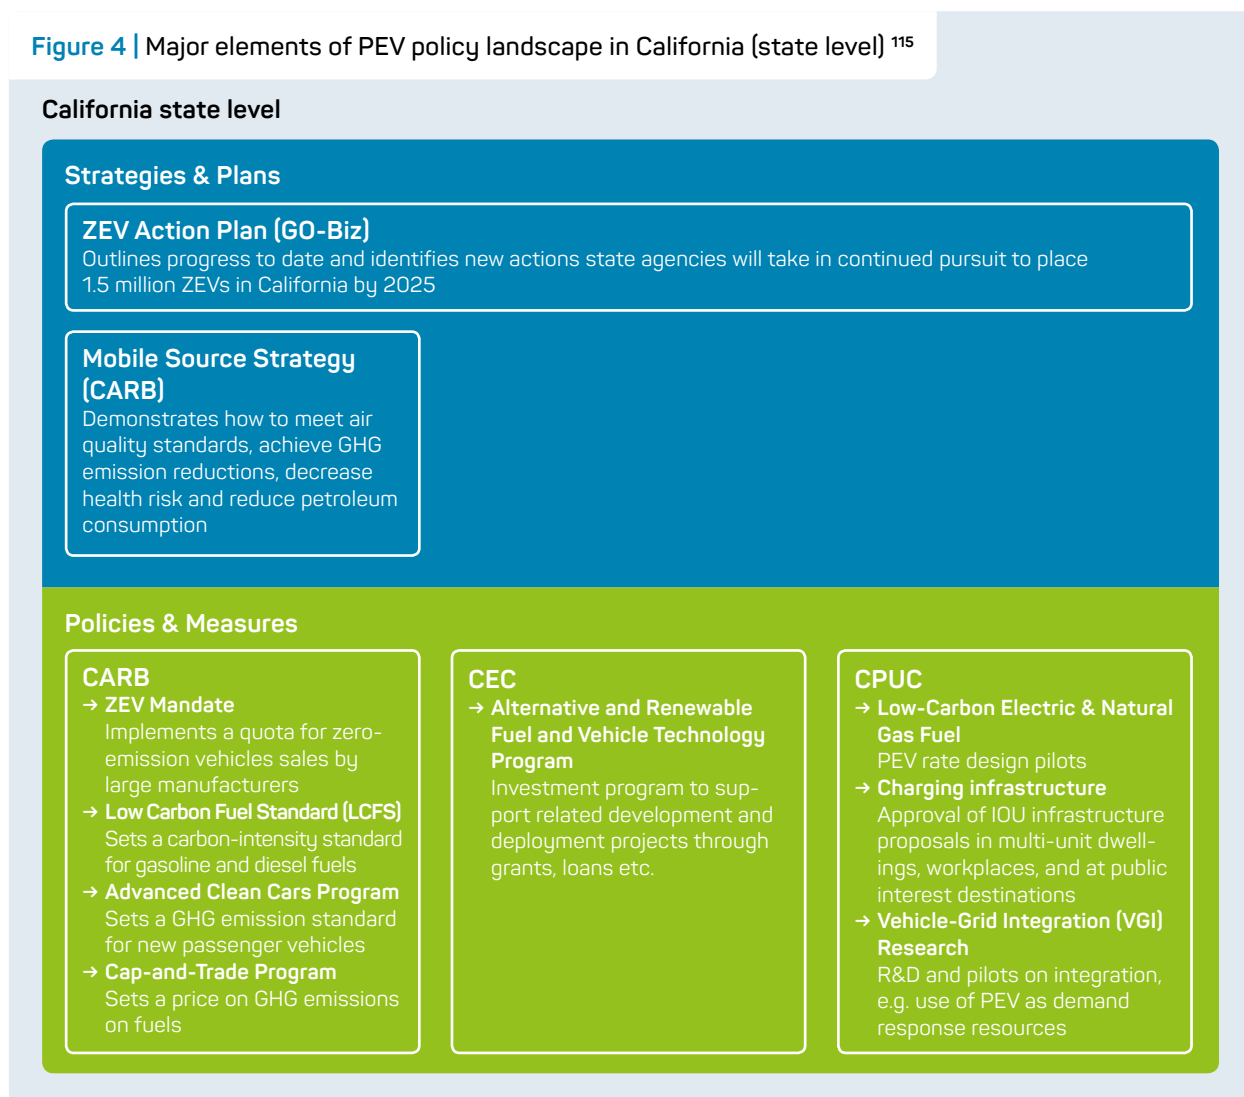 Figure 4 | Major elements of PEV policy landscape in California (state level) 115
California state level
Strategies & Plans
ZEV Action Plan (GO-Biz)
Outlines progress to date and identifies new actions state agencies will take in continued pursuit to place
1.5 million ZEVs in California by 2025
Mobile Source Strategy
(CARB)
Demonstrates how to meet air
quality standards, achieve GHG
emission reductions, decrease
health risk and reduce petroleum
consumption
Policies & Measures
CARB
→ ZEV Mandate
Implements a quota for zero-
emission vehicles sales by
large manufacturers
→ Low Carbon Fuel Standard (LCFS)
Sets a carbon-intensity standard
for gasoline and diesel fuels
→ Advanced Clean Cars Program
Sets a GHG emission standard
for new passenger vehicles
→ Cap-and-Trade Program
Sets a price on GHG emissions
on fuels
CEC
→ Alternative and Renewable
Fuel and Vehicle Technology
Program
Investment program to sup-
port related development and
deployment projects through
grants, loans etc.
CPUC
→ Low-Carbon Electric & Natural
Gas Fuel
PEV rate design pilots
→ Charging infrastructure
Approval of IOU infrastructure
proposals in multi-unit dwell-
ings, workplaces, and at public
interest destinations
→ Vehicle-Grid Integration (VGI)
Research
R&D and pilots on integration,
e.g. use of PEV as demand
response resources